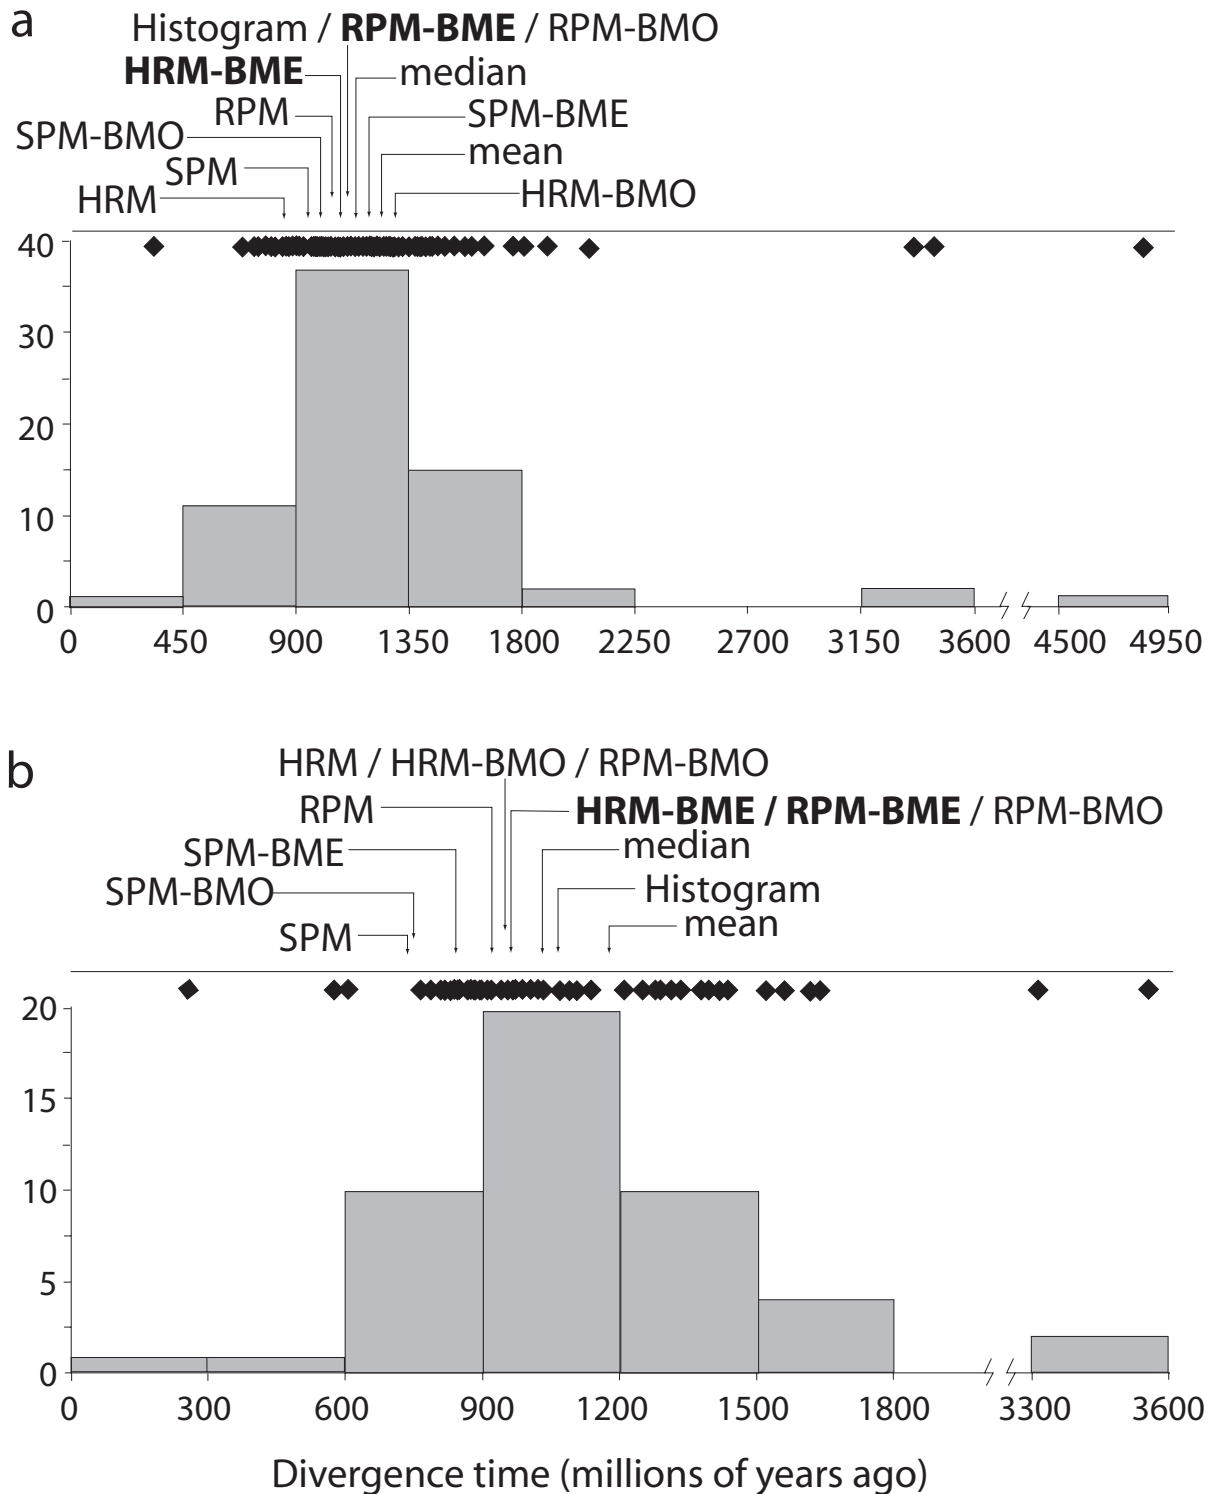 a
Histogram / RPM-BME / RPM-BMO
HRM-BME
median
RPM
SPM-BME
SPM-BMO
mean
SPM
HRM
HRM-BMO
40
30
20
10
0
0 450 900 1350 1800 2250 2700 3150 3600 4500 4950
b
HRM / HRM-BMO / RPM-BMO
RPM
HRM-BME / RPM-BME / RPM-BMO
SPM-BME
median
SPM-BMO
Histogram
SPM
mean
20
15
10
5
0
0 300 600 900 1200 1500 1800 3300 3600
Divergence time (millions of years ago)